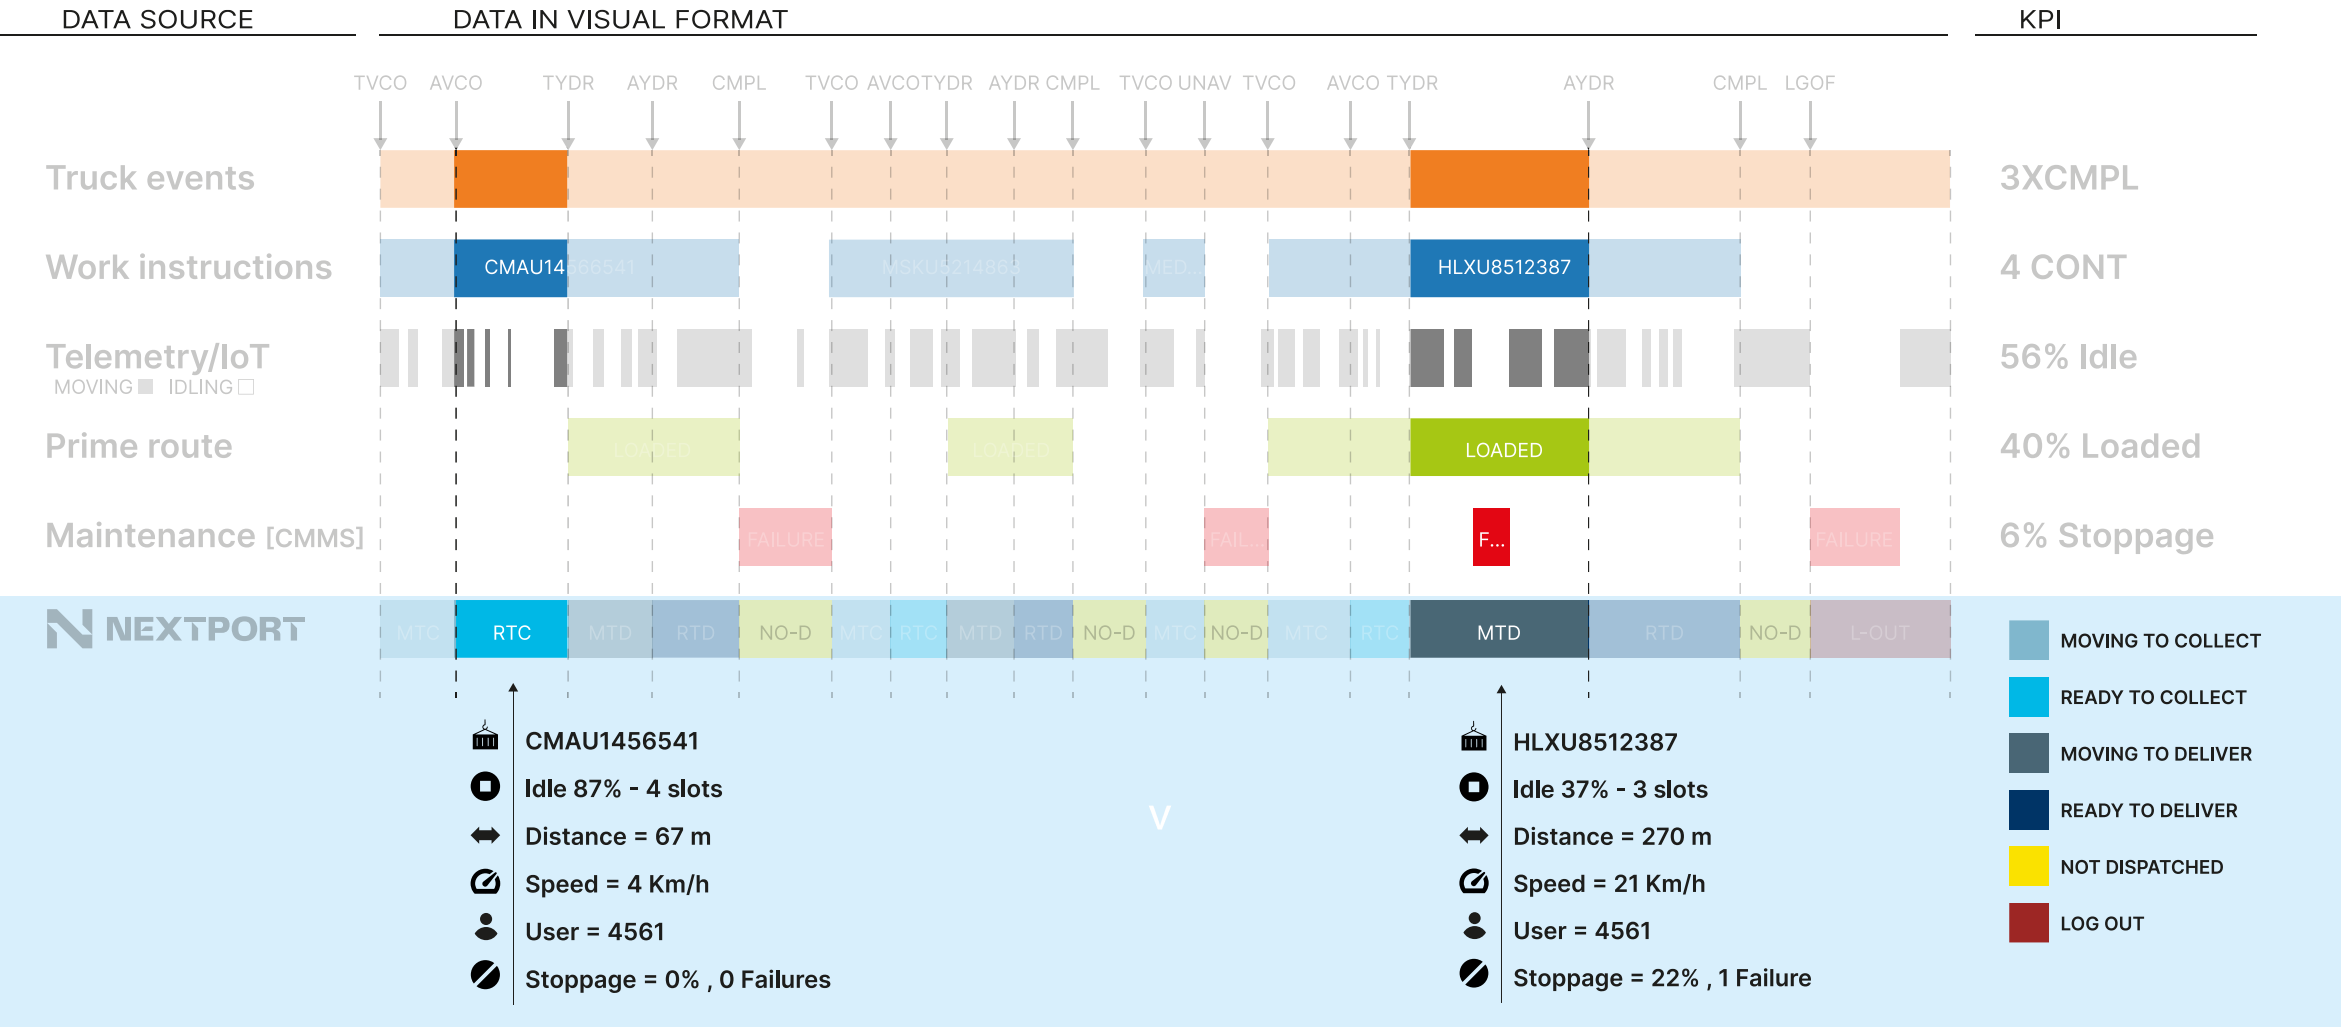 DATA SOURCE
DATA IN VISUAL FORMAT
KPI
TVCO AVCO TYDR AYDR CMPL TVCO AVCO TYDR AYDR CMPL TVCO UNAV TVCO AVCO TYDR AYDR CMPL LGOF
Truck events
3XCMPL
Work instructions
CMAU14566541
MSKU5214863
MED...
HLXU8512387
4 CONT
Telemetry/IoT
MOVING IDLING
56% Idle
Prime route
LOADED
LOADED
LOADED
40% Loaded
Maintenance [CMMS]
FAILURE
FAIL...
F...
FAILURE
6% Stoppage
NEXTPORT
MTC RTC MTD RTD NO-D MTC RTC MTD RTD NO-D MTC NO-D MTC RTC MTD RTD NO-D L-OUT
CMAU1456541
Idle 87% - 4 slots
Distance = 67 m
Speed = 4 Km/h
User = 4561
Stoppage = 0% , 0 Failures
V
HLXU8512387
Idle 37% - 3 slots
Distance = 270 m
Speed = 21 Km/h
User = 4561
Stoppage = 22% , 1 Failure
MOVING TO COLLECT
READY TO COLLECT
MOVING TO DELIVER
READY TO DELIVER
NOT DISPATCHED
LOG OUT